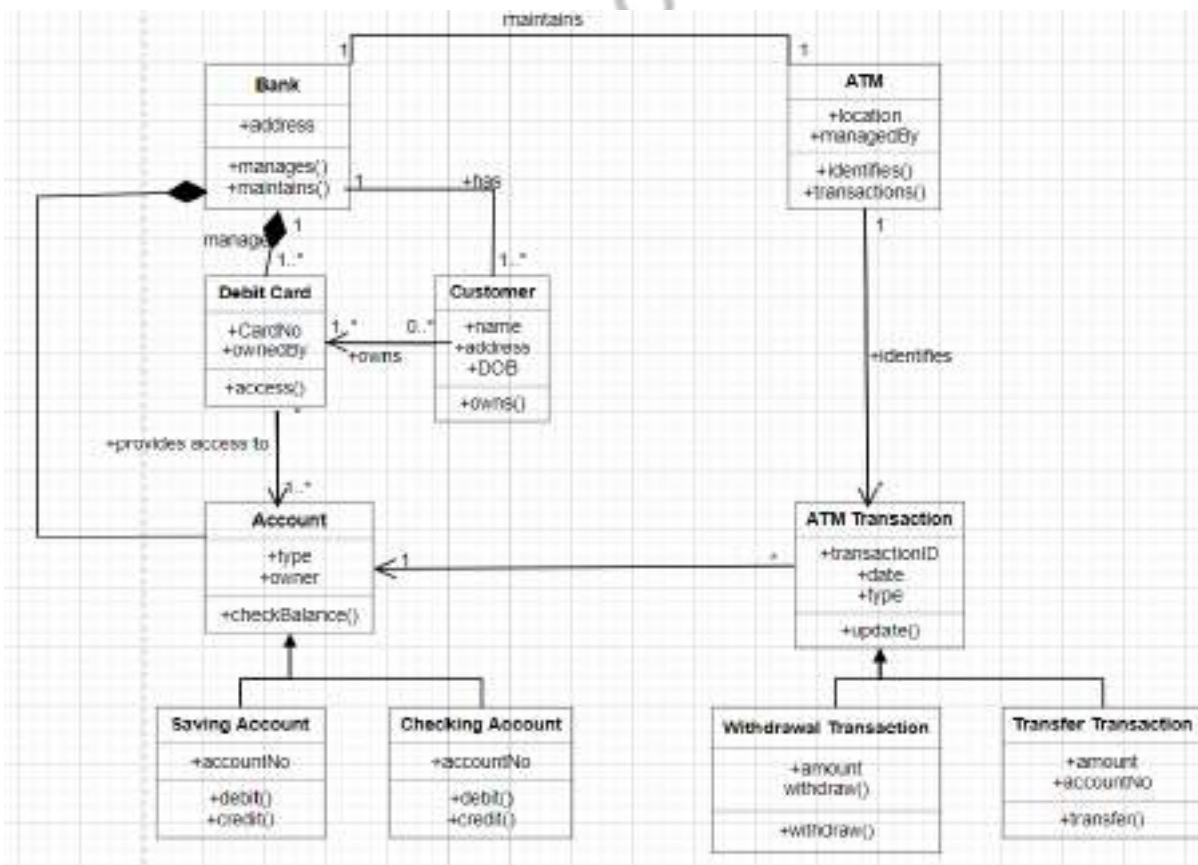 maintains
1
1
Bank
+address
+manages()
+maintains()
ATM
+location
+managedBy
+identifies()
+transactions()
1
+has
1
1
manage
1..*
1..*
Debit Card
+CardNo
+ownedBy
+access()
Customer
+name
+address
+DOB
+owns()
1..*
0..*
+owns
+identifies
*
+provides access to
1..*
*
Account
+type
+owner
+checkBalance()
ATM Transaction
+transactionID
+date
+type
+update()
1
*
Saving Account
+accountNo
+debit()
+credit()
Checking Account
+accountNo
+debit()
+credit()
Withdrawal Transaction
+amount
withdraw()
+withdraw()
Transfer Transaction
+amount
+accountNo
+transfer()